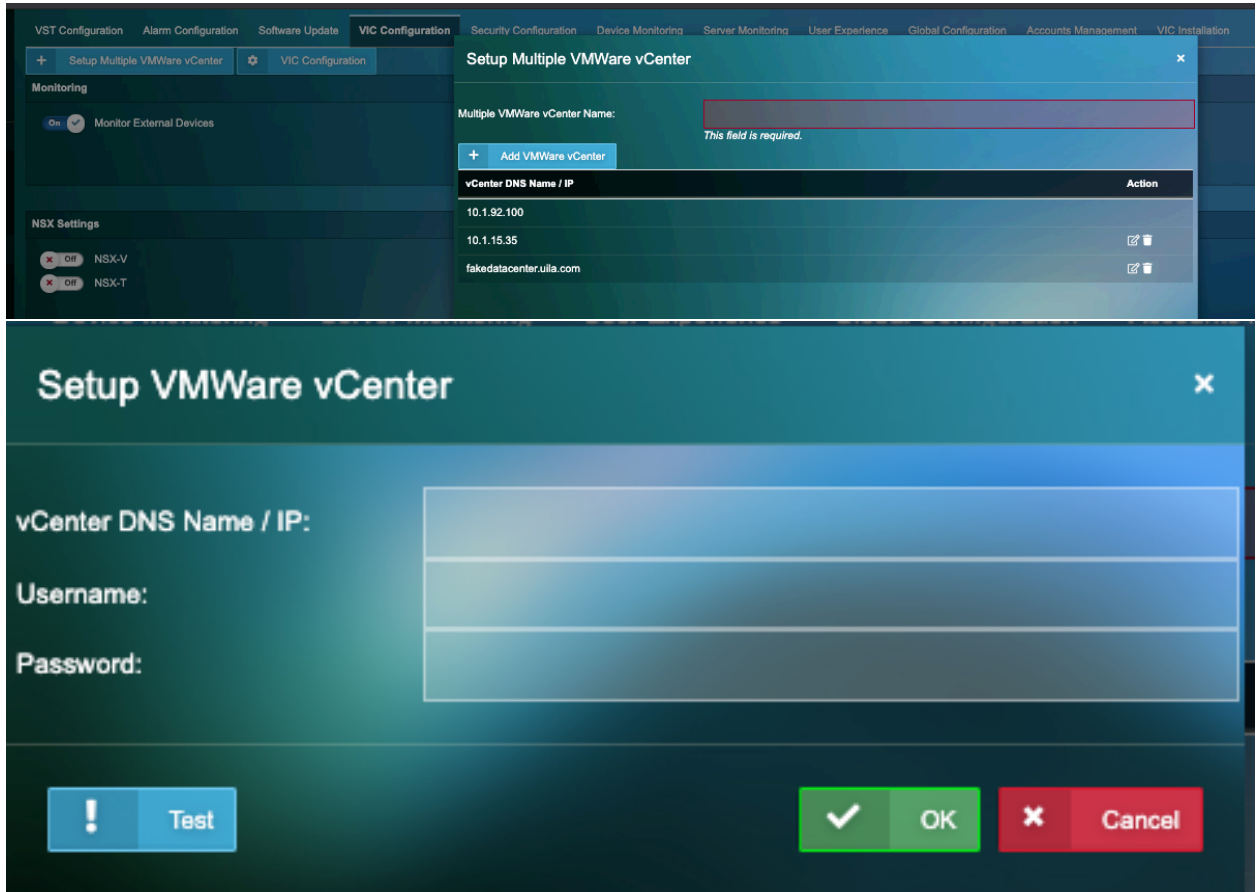 VST Configuration Alarm Configuration Software Update VIC Configuration Security Configuration Device Monitoring Server Monitoring User Experience Global Configuration Accounts Management VIC Installation
+ Setup Multiple VMWare vCenter VIC Configuration
Setup Multiple VMWare vCenter ×
Monitoring
On Monitor External Devices
Multiple VMWare vCenter Name:
This field is required.
+ Add VMWare vCenter
vCenter DNS Name / IP Action
10.1.92.100
10.1.15.35
fakedatacenter.uila.com
NSX Settings
Off NSX-V
Off NSX-T
Setup VMWare vCenter ×
vCenter DNS Name / IP:
Username:
Password:
! Test OK Cancel